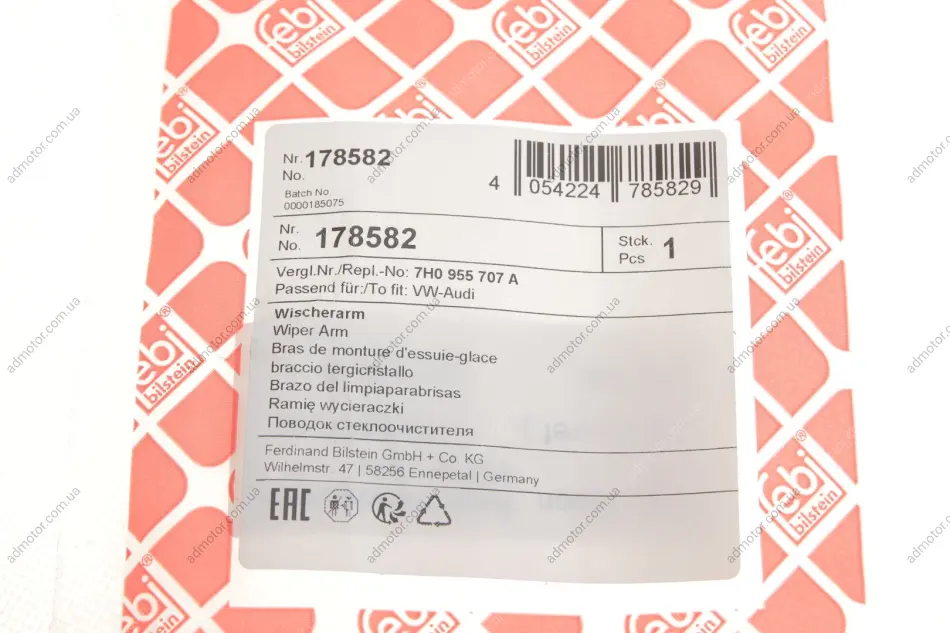 febi
bilstein
Nr. 178582
No.
Batch No.
0000185075
4 054224 785829
Nr.
No. 178582
Stck.
Pcs 1
Vergl.Nr./Repl.-No: 7H0 955 707 A
Passend für:/To fit: VW-Audi
Wischerarm
Wiper Arm
Bras de monture d'essuie-glace
braccio tergicristallo
Brazo del limpiaparabrisas
Ramię wycieraczki
Поводок стеклоочистителя
Ferdinand Bilstein GmbH + Co. KG
Wilhelmstr. 47 | 58256 Ennepetal | Germany
EAC
admotor.com.ua